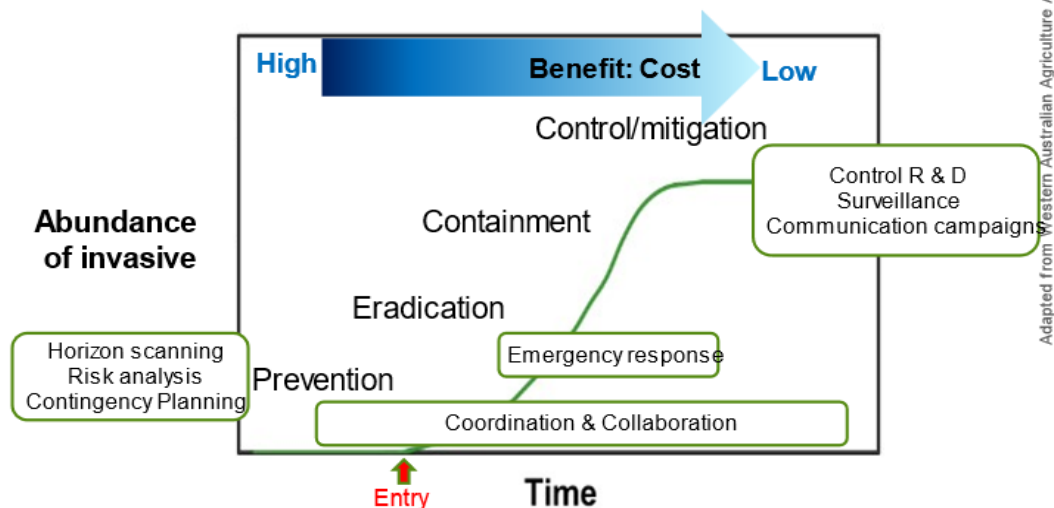 High
Benefit: Cost
Low
Control/mitigation
Control R & D
Surveillance
Communication campaigns
Containment
Abundance
of invasive
Eradication
Emergency response
Horizon scanning
Risk analysis
Contingency Planning
Prevention
Coordination & Collaboration
Entry
Time
Adapted from Western Australian Agriculture